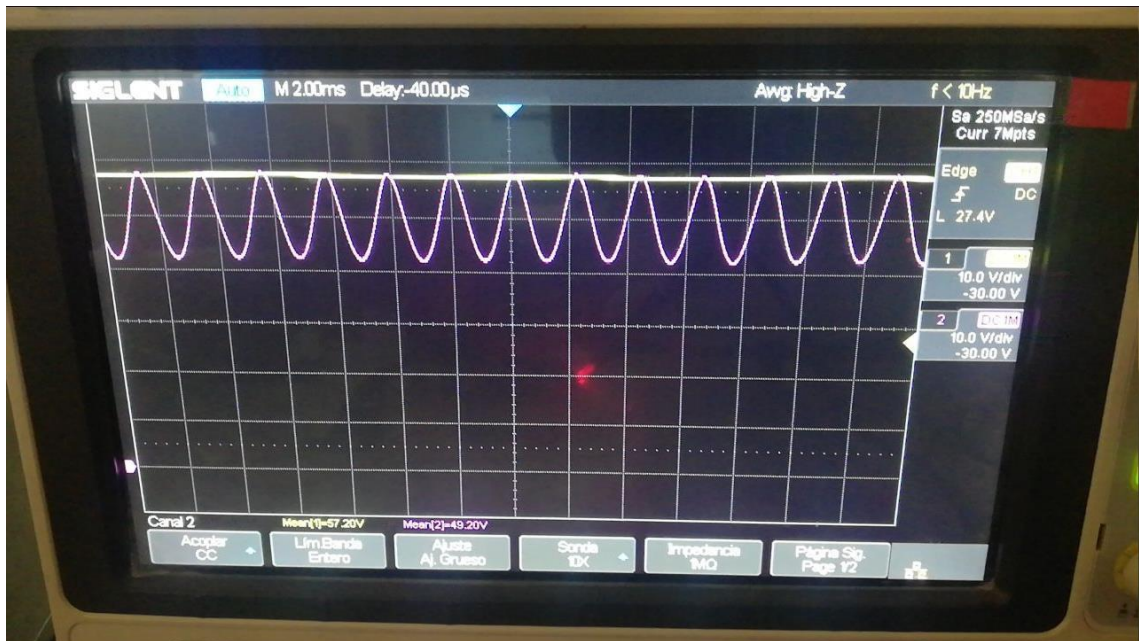 SIGLENT Auto M 2.00ms Delay:-40.00µs Awg: High-Z f < 10Hz
Sa 250MSa/s
Curr 7Mpts
Edge
DC
L 27.4V
1
10.0 V/div
-30.00 V
2 DC1M
10.0 V/div
-30.00 V
Canal 2 Mean[1]=57.20V Mean[2]=49.20V
Acoplar
CC
Lím.Banda
Entero
Ajuste
Aj. Grueso
Sonda
10X
Impedancia
1MΩ
Página Sig.
Page 1/2